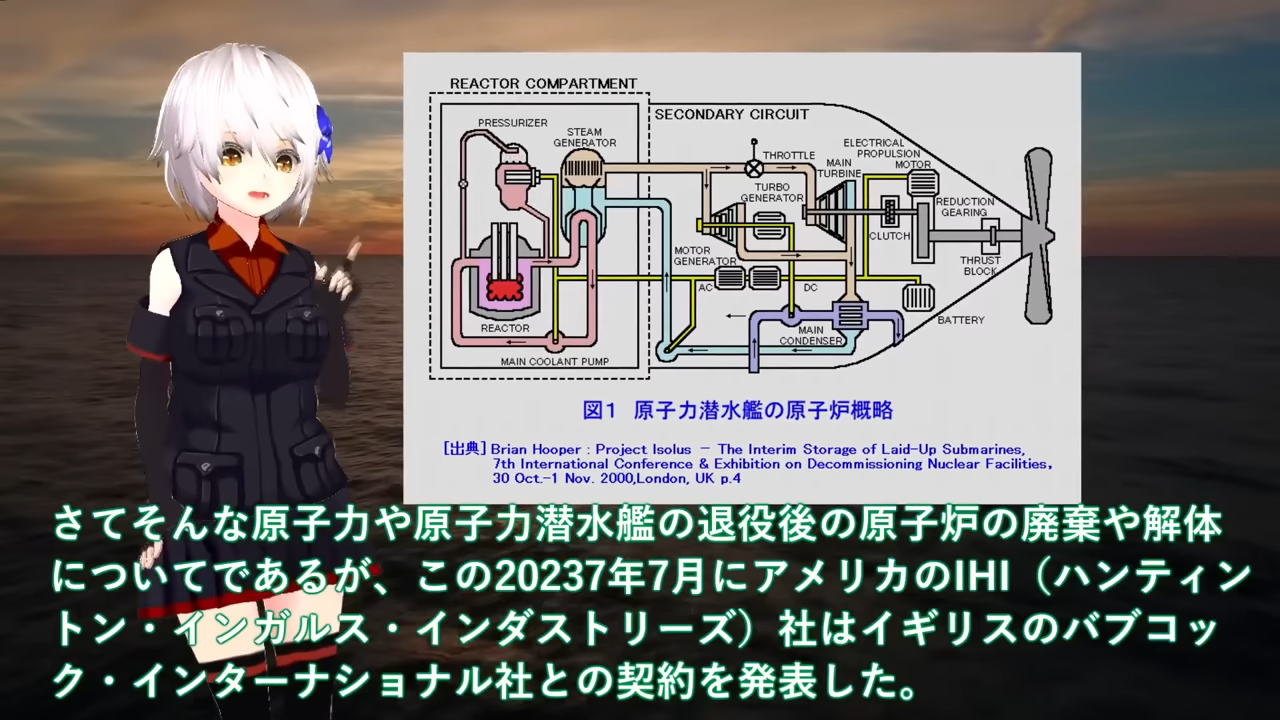 REACTOR COMPARTMENT
SECONDARY CIRCUIT
PRESSURIZER
STEAM
GENERATOR
THROTTLE
ELECTRICAL
PROPULSION
MOTOR
MAIN
TURBINE
TURBO
GENERATOR
REDUCTION
GEARING
CLUTCH
MOTOR
GENERATOR
THRUST
BLOCK
AC
DC
REACTOR
BATTERY
MAIN
CONDENSER
MAIN COOLANT PUMP
図1 原子力潜水艦の原子炉概略
[出典] Brian Hooper : Project Isolus － The Interim Storage of Laid-Up Submarines,
7th International Conference & Exhibition on Decommissioning Nuclear Facilities,
30 Oct.-1 Nov. 2000,London, UK p.4
さてそんな原子力や原子力潜水艦の退役後の原子炉の廃棄や解体
についてであるが、この20237年7月にアメリカのIHI（ハンティン
トン・インガルス・インダストリーズ）社はイギリスのバブコッ
ク・インターナショナル社との契約を発表した。